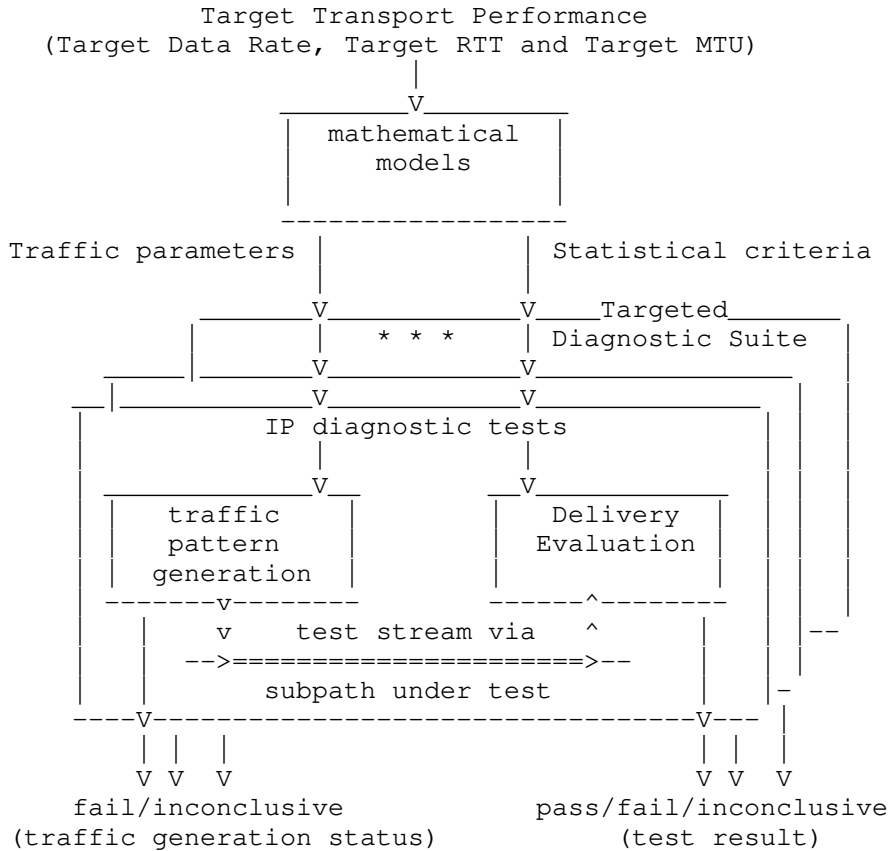 Target Transport Performance
(Target Data Rate, Target RTT and Target MTU)
mathematical
models
Traffic parameters
Statistical criteria
Targeted
* * *
Diagnostic Suite
IP diagnostic tests
traffic
pattern
generation
Delivery
Evaluation
test stream via
subpath under test
fail/inconclusive
(traffic generation status)
pass/fail/inconclusive
(test result)